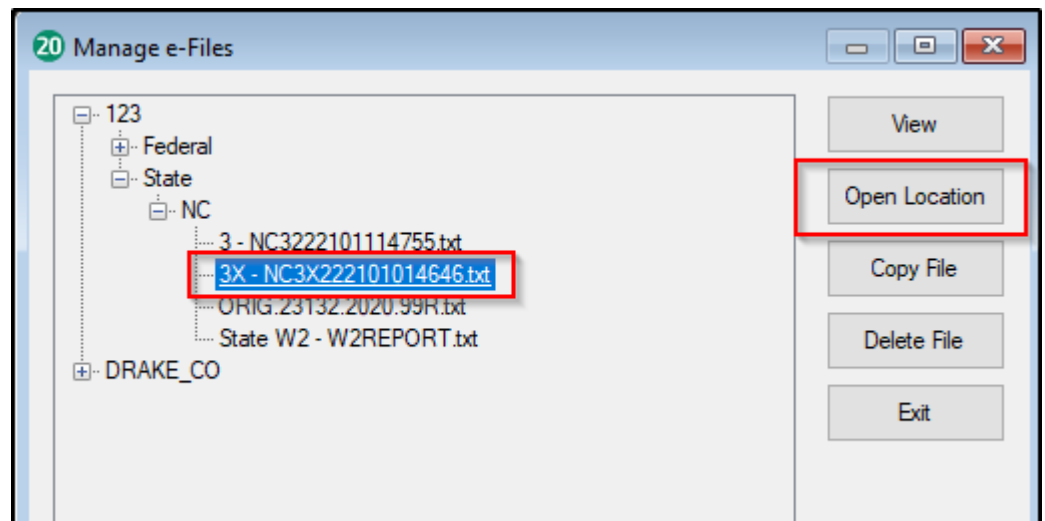 20 Manage e-Files
123
View
Federal
State
Open Location
NC
3 - NC3222101114755.txt
3X - NC3X222101014646.txt
Copy File
ORIG.23132.2020.99R.txt
State W2 - W2REPORT.txt
Delete File
DRAKE_CO
Exit